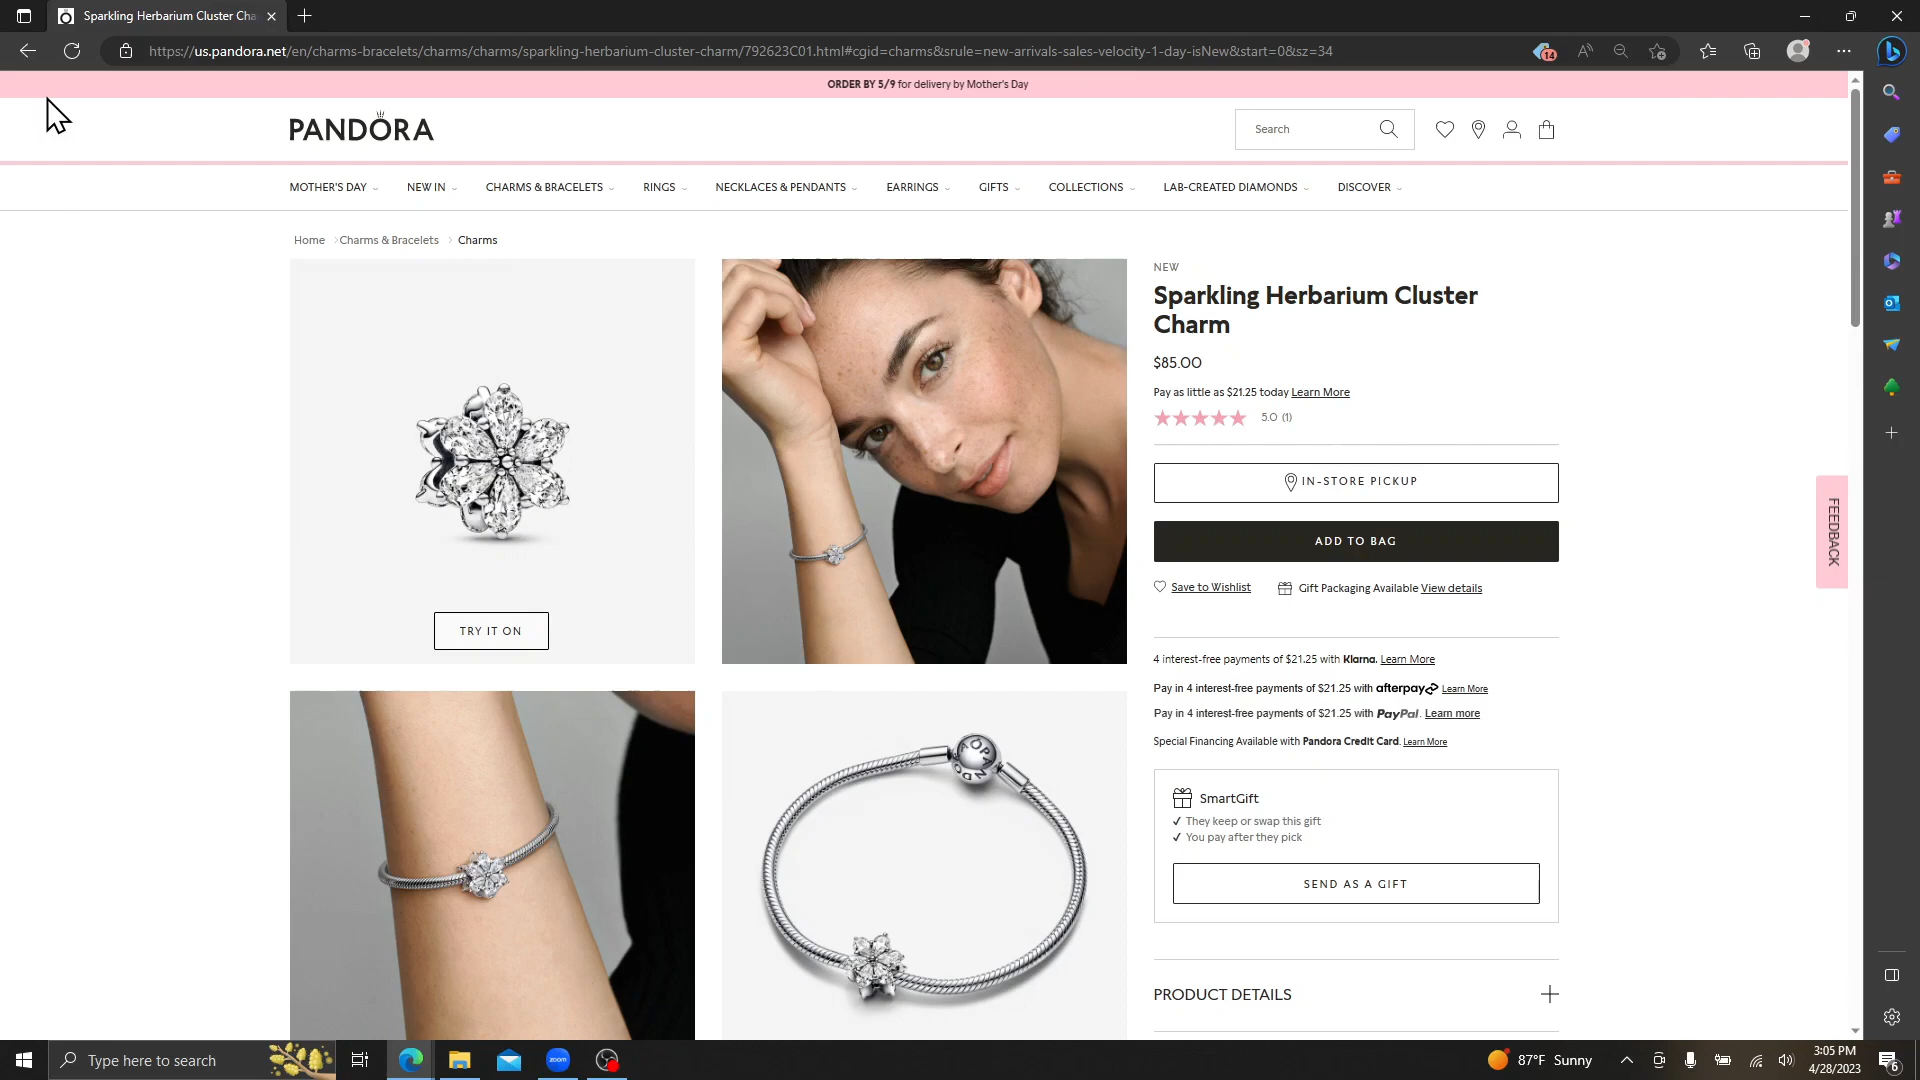 Sparkling Herbarium Cluster Cha
https://us.pandora.net/en/charms-bracelets/charms/charms/sparkling-herbarium-cluster-charm/792623C01.html#cgid=charms&srule=new-arrivals-sales-velocity-1-day-isNew&start=0&sz=34
14
ORDER BY 5/9 for delivery by Mother's Day
PANDORA
Search
MOTHER'S DAY
NEW IN
CHARMS & BRACELETS
RINGS
NECKLACES & PENDANTS
EARRINGS
GIFTS
COLLECTIONS
LAB-CREATED DIAMONDS
DISCOVER
Home
Charms & Bracelets
Charms
TRY IT ON
NEW
Sparkling Herbarium Cluster
Charm
$85.00
Pay as little as $21.25 today Learn More
5.0 (1)
IN-STORE PICKUP
ADD TO BAG
Save to Wishlist
Gift Packaging Available View details
4 interest-free payments of $21.25 with Klarna. Learn More
Pay in 4 interest-free payments of $21.25 with afterpay Learn More
Pay in 4 interest-free payments of $21.25 with PayPal. Learn more
Special Financing Available with Pandora Credit Card. Learn More
SmartGift
✓ They keep or swap this gift
✓ You pay after they pick
SEND AS A GIFT
PRODUCT DETAILS
FEEDBACK
Type here to search
zoom
87°F Sunny
3:05 PM
4/28/2023
6